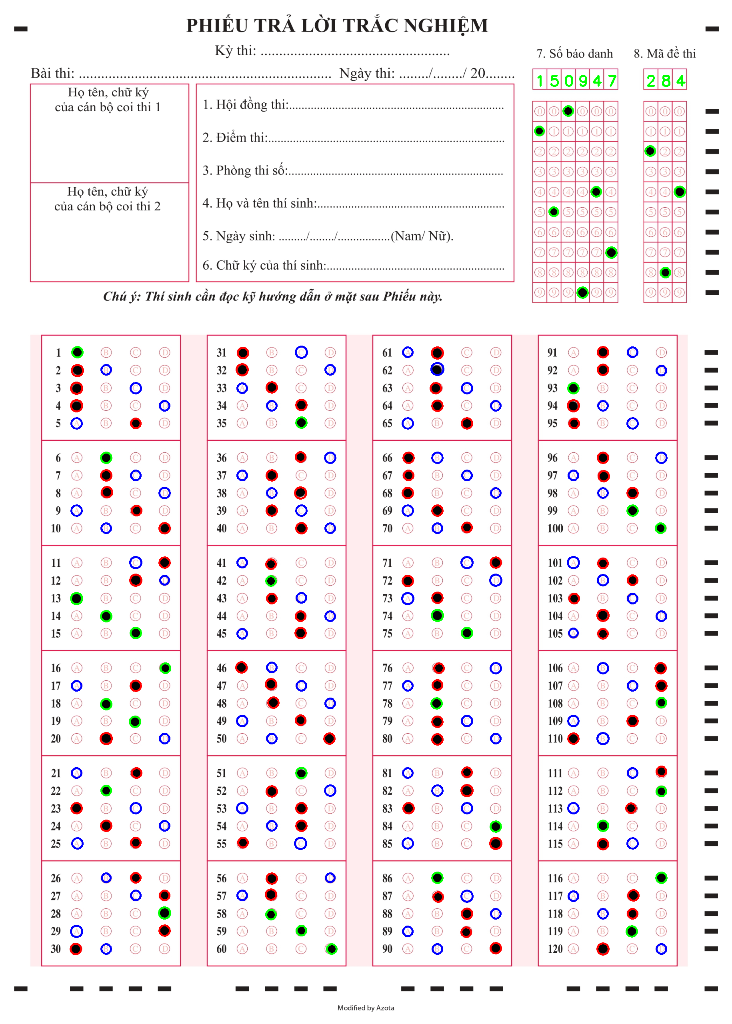 PHIẾU TRẢ LỜI TRẮC NGHIỆM
Kỳ thi: ..........................................
Bài thi: ................................................................... Ngày thi: ......../......../ 20........
7. Số báo danh
8. Mã đề thi
150947
284
Họ tên, chữ ký
của cán bộ coi thi 1
Họ tên, chữ ký
của cán bộ coi thi 2
1. Hội đồng thi:..........................................................
2. Điểm thi:................................................................
3. Phòng thi số:..........................................................
4. Họ và tên thí sinh:..................................................
5. Ngày sinh: ........./......../.................(Nam/ Nữ).
6. Chữ ký của thí sinh:................................................
Chú ý: Thí sinh cần đọc kỹ hướng dẫn ở mặt sau Phiếu này.
1 31 61 91
2 32 62 92
3 33 63 93
4 34 64 94
5 35 65 95
6 36 66 96
7 37 67 97
8 38 68 98
9 39 69 99
10 40 70 100
11 41 71 101
12 42 72 102
13 43 73 103
14 44 74 104
15 45 75 105
16 46 76 106
17 47 77 107
18 48 78 108
19 49 79 109
20 50 80 110
21 51 81 111
22 52 82 112
23 53 83 113
24 54 84 114
25 55 85 115
26 56 86 116
27 57 87 117
28 58 88 118
29 59 89 119
30 60 90 120
Modified by Azota